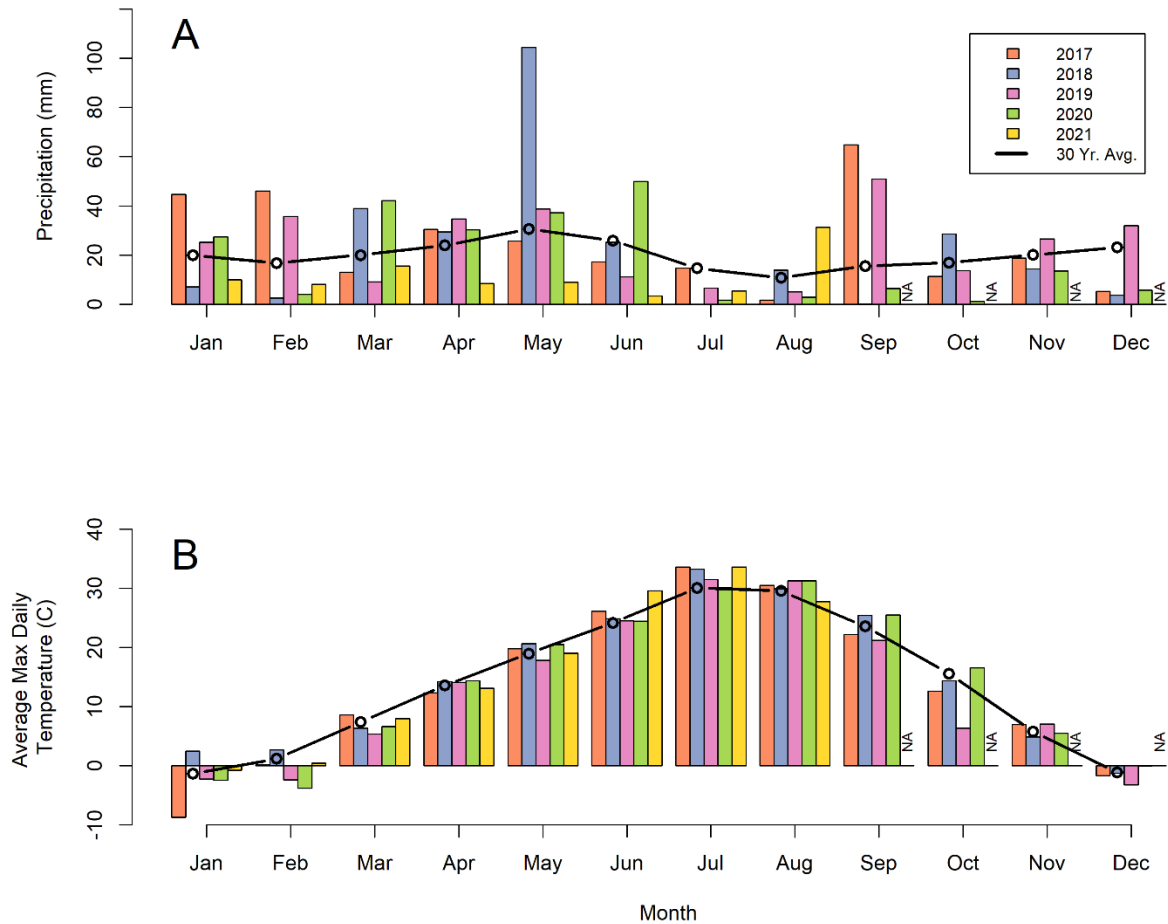 A
Precipitation (mm)
100
80
60
40
20
0
2017
2018
2019
2020
2021
30 Yr. Avg.
NA
NA
NA
NA
Jan Feb Mar Apr May Jun Jul Aug Sep Oct Nov Dec
B
Average Max Daily
Temperature (C)
40
30
20
10
0
-10
NA
NA
NA
NA
Jan Feb Mar Apr May Jun Jul Aug Sep Oct Nov Dec
Month